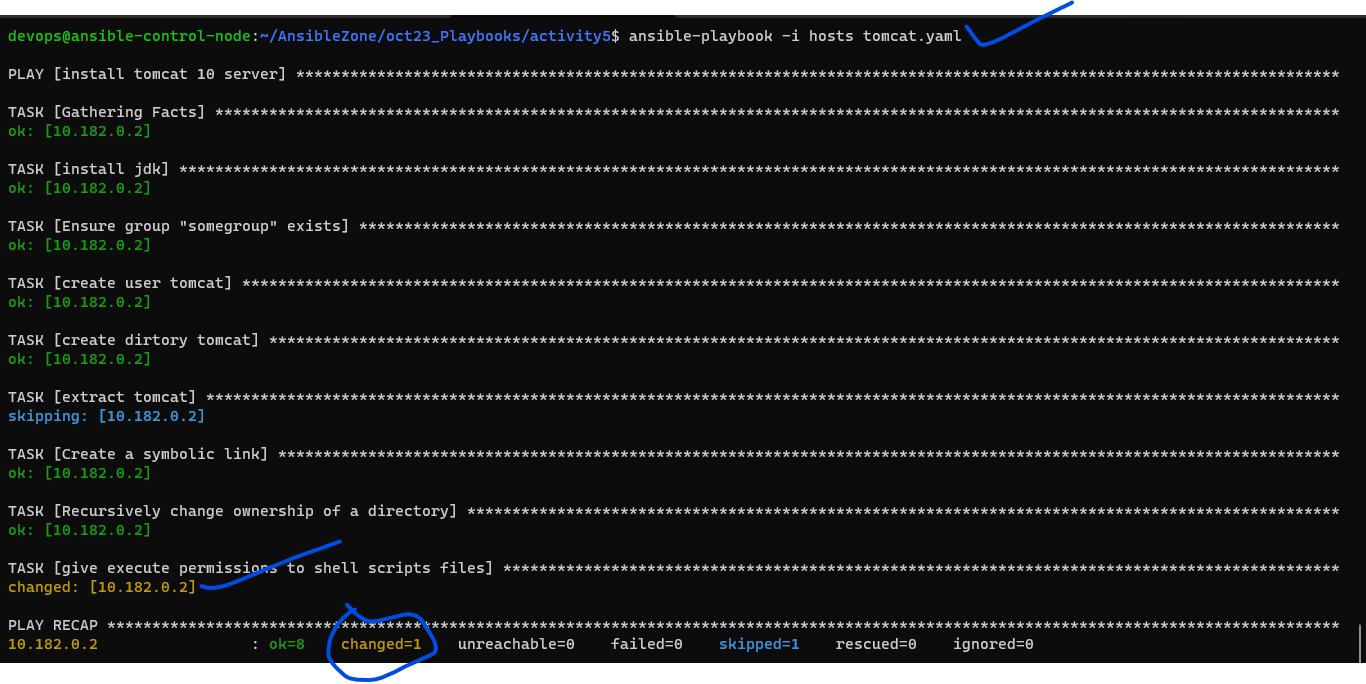 devops@ansible-control-node:~/AnsibleZone/oct23_Playbooks/activity5$ ansible-playbook -i hosts tomcat.yaml
PLAY [install tomcat 10 server] ********************************************************************************************************************
TASK [Gathering Facts] *****************************************************************************************************************************
ok: [10.182.0.2]
TASK [install jdk] *********************************************************************************************************************************
ok: [10.182.0.2]
TASK [Ensure group "somegroup" exists] *************************************************************************************************************
ok: [10.182.0.2]
TASK [create user tomcat] **************************************************************************************************************************
ok: [10.182.0.2]
TASK [create dirtory tomcat] ***********************************************************************************************************************
ok: [10.182.0.2]
TASK [extract tomcat] ******************************************************************************************************************************
skipping: [10.182.0.2]
TASK [Create a symbolic link] **********************************************************************************************************************
ok: [10.182.0.2]
TASK [Recursively change ownership of a directory] *************************************************************************************************
ok: [10.182.0.2]
TASK [give execute permissions to shell scripts files] *********************************************************************************************
changed: [10.182.0.2]
PLAY RECAP *****************************************************************************************************************************************
10.182.0.2                 : ok=8    changed=1    unreachable=0    failed=0    skipped=1    rescued=0    ignored=0